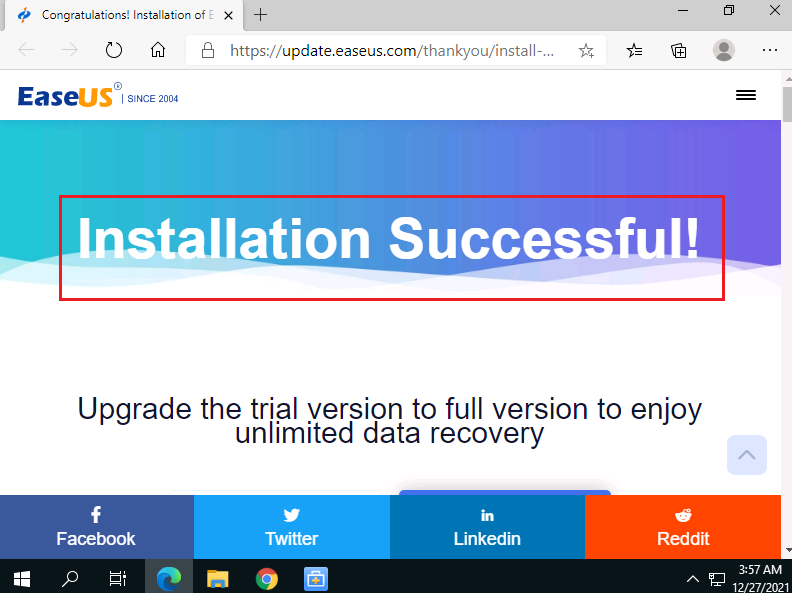 Congratulations! Installation of E
https://update.easeus.com/thankyou/install-...
EaseUS® | SINCE 2004
Installation Successful!
Upgrade the trial version to full version to enjoy
unlimited data recovery
Facebook
Twitter
Linkedin
Reddit
3:57 AM
12/27/2021